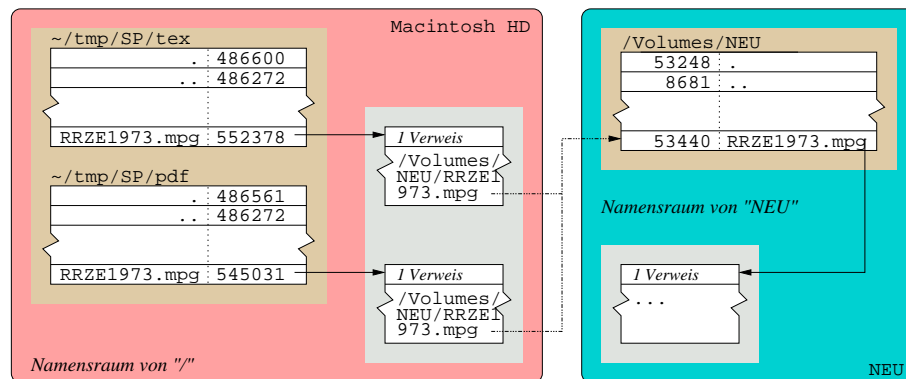 Macintosh HD
~/tmp/SP/tex
. 486600
.. 486272
RRZE1973.mpg 552378
~/tmp/SP/pdf
. 486561
.. 486272
RRZE1973.mpg 545031
1 Verweis
/Volumes/
NEU/RRZE1
973.mpg
1 Verweis
/Volumes/
NEU/RRZE1
973.mpg
Namensraum von "/"
/Volumes/NEU
53248 .
8681 ..
53440 RRZE1973.mpg
Namensraum von "NEU"
1 Verweis
...
NEU